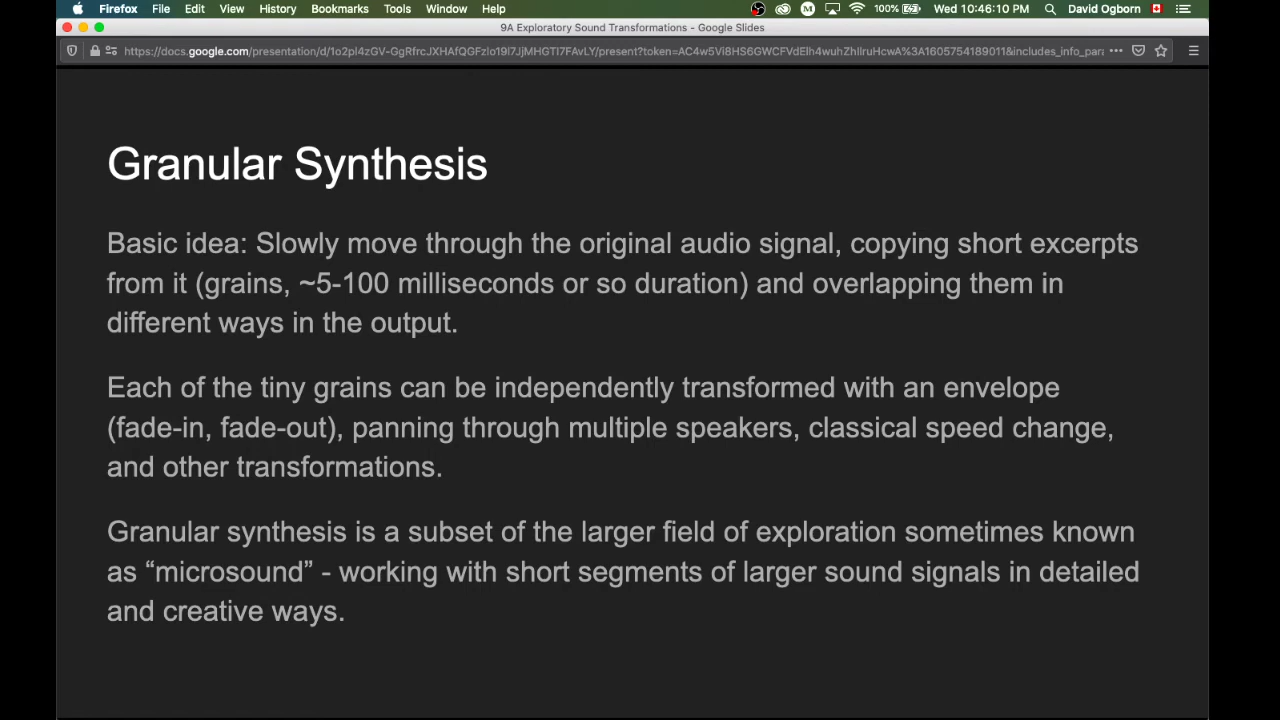 Firefox File Edit View History Bookmarks Tools Window Help 100% Wed 10:46:10 PM David Ogborn
9A Exploratory Sound Transformations - Google Slides
Granular Synthesis
Basic idea: Slowly move through the original audio signal, copying short excerpts
from it (grains, ~5-100 milliseconds or so duration) and overlapping them in
different ways in the output.
Each of the tiny grains can be independently transformed with an envelope
(fade-in, fade-out), panning through multiple speakers, classical speed change,
and other transformations.
Granular synthesis is a subset of the larger field of exploration sometimes known
as “microsound” - working with short segments of larger sound signals in detailed
and creative ways.